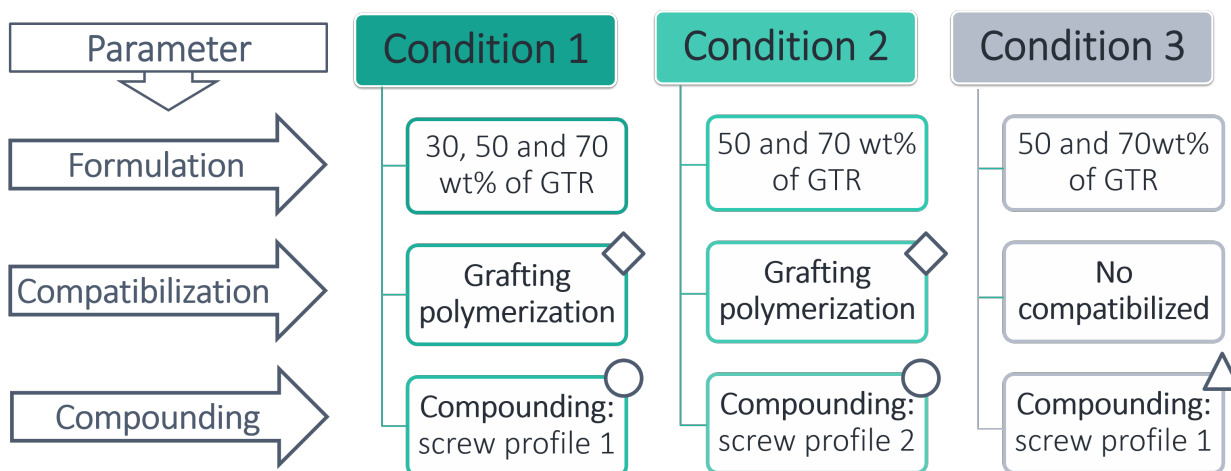 Parameter
Condition 1
Condition 2
Condition 3
Formulation
30, 50 and 70
wt% of GTR
50 and 70 wt%
of GTR
50 and 70wt%
of GTR
Compatibilization
Grafting
polymerization
Grafting
polymerization
No
compatibilized
Compounding
Compounding:
screw profile 1
Compounding:
screw profile 2
Compounding:
screw profile 1